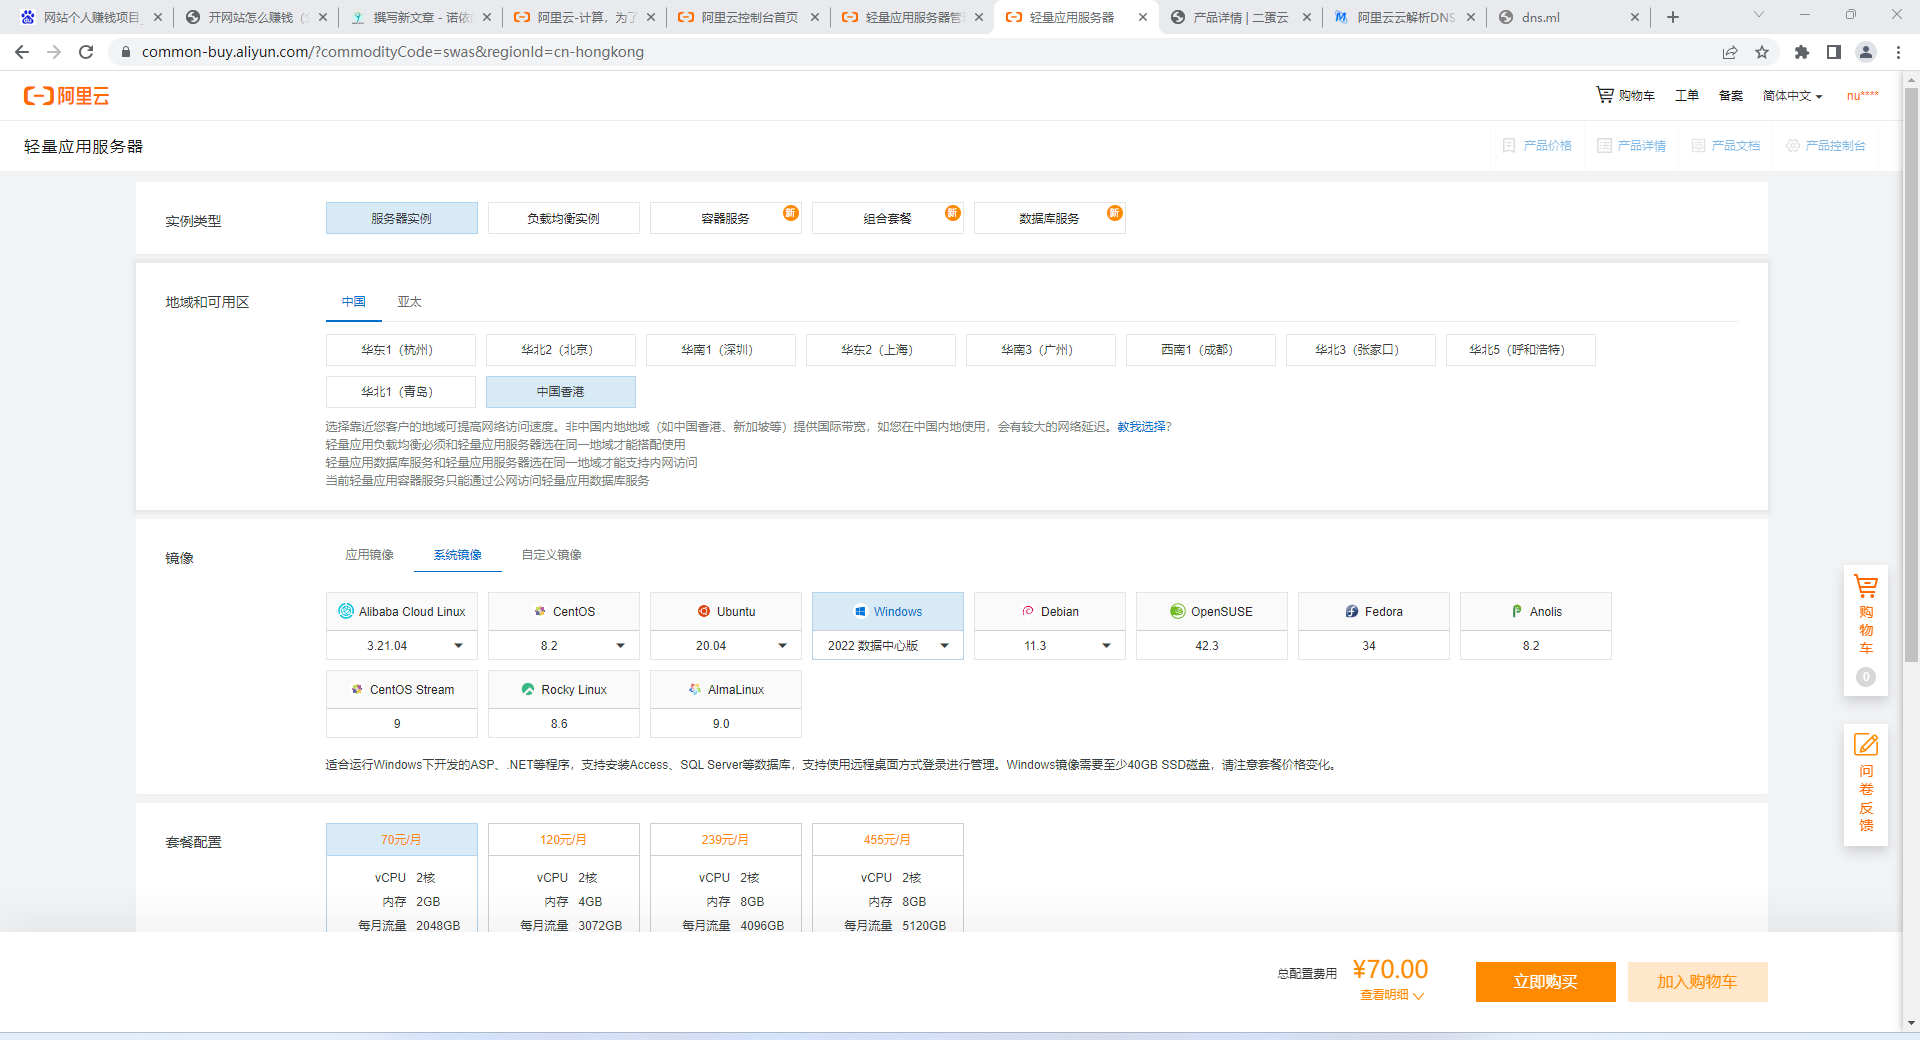 网站个人赚钱项目_
开网站怎么赚钱（
撰写新文章 - 诺依
阿里云-计算，为了
阿里云控制台首页
轻量应用服务器管
轻量应用服务器
产品详情 | 二蛋云
阿里云云解析DNS
dns.ml
common-buy.aliyun.com/?commodityCode=swas&regionId=cn-hongkong
阿里云
购物车 工单 备案 简体中文 nu****
轻量应用服务器
产品价格 产品详情 产品文档 产品控制台
实例类型
服务器实例 负载均衡实例 容器服务 新 组合套餐 新 数据库服务 新
地域和可用区
中国 亚太
华东1（杭州） 华北2（北京） 华南1（深圳） 华东2（上海） 华南3（广州） 西南1（成都） 华北3（张家口） 华北5（呼和浩特）
华北1（青岛） 中国香港
选择靠近您客户的地域可提高网络访问速度。非中国内地地域（如中国香港、新加坡等）提供国际带宽，如您在中国内地使用，会有较大的网络延迟。教我选择?
轻量应用负载均衡必须和轻量应用服务器选在同一地域才能搭配使用
轻量应用数据库服务和轻量应用服务器选在同一地域才能支持内网访问
当前轻量应用容器服务只能通过公网访问轻量应用数据库服务
镜像
应用镜像 系统镜像 自定义镜像
Alibaba Cloud Linux CentOS Ubuntu Windows Debian OpenSUSE Fedora Anolis
3.21.04 8.2 20.04 2022 数据中心版 11.3 42.3 34 8.2
CentOS Stream Rocky Linux AlmaLinux
9 8.6 9.0
适合运行Windows下开发的ASP、.NET等程序，支持安装Access、SQL Server等数据库，支持使用远程桌面方式登录进行管理。Windows镜像需要至少40GB SSD磁盘，请注意套餐价格变化。
套餐配置
70元/月 120元/月 239元/月 455元/月
vCPU 2核 vCPU 2核 vCPU 2核 vCPU 2核
内存 2GB 内存 4GB 内存 8GB 内存 8GB
每月流量 2048GB 每月流量 3072GB 每月流量 4096GB 每月流量 5120GB
购物车
0
问卷反馈
总配置费用 ¥70.00
查看明细
立即购买 加入购物车